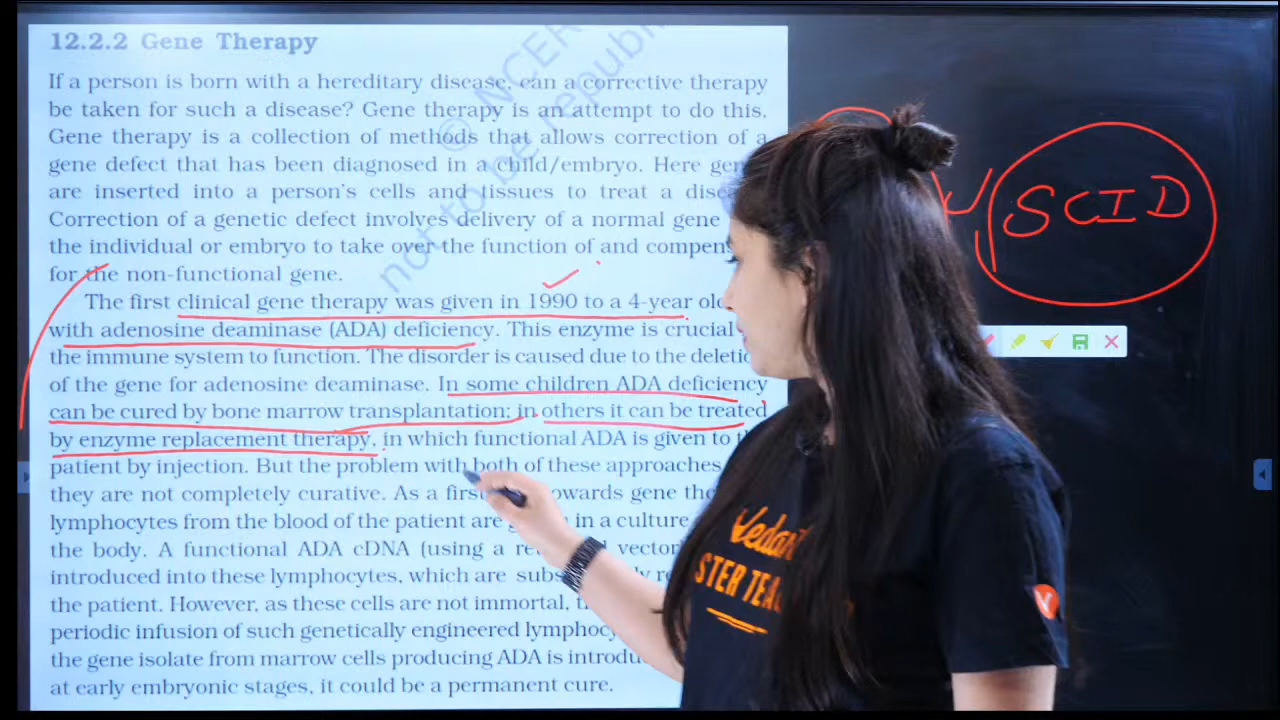 12.2.2 Gene Therapy
If a person is born with a hereditary disease, can a corrective therapy
be taken for such a disease? Gene therapy is an attempt to do this.
Gene therapy is a collection of methods that allows correction of a
gene defect that has been diagnosed in a child/embryo. Here
are inserted into a person's cells and tissues to treat a
Correction of a genetic defect involves delivery of a normal gene
the individual or embryo to take over the function of and
for the non-functional gene.
The first clinical gene therapy was given in 1990 to a 4-year
with adenosine deaminase (ADA) deficiency. This enzyme is crucial
the immune system to function. The disorder is caused due to the
of the gene for adenosine deaminase. In some children ADA deficiency
can be cured by bone marrow transplantation; in others it can be treated
by enzyme replacement therapy, in which functional ADA is given to
patient by injection. But the problem with both of these approaches
they are not completely curative. As a towards gene
lymphocytes from the blood of the patient are in a culture
the body. A functional ADA cDNA (using a
introduced into these lymphocytes, which are
the patient. However, as these cells are not immortal,
periodic infusion of such genetically engineered
the gene isolate from marrow cells producing ADA is
at early embryonic stages, it could be a permanent cure.
© NCER
not to be republi
SCID
STER TEA